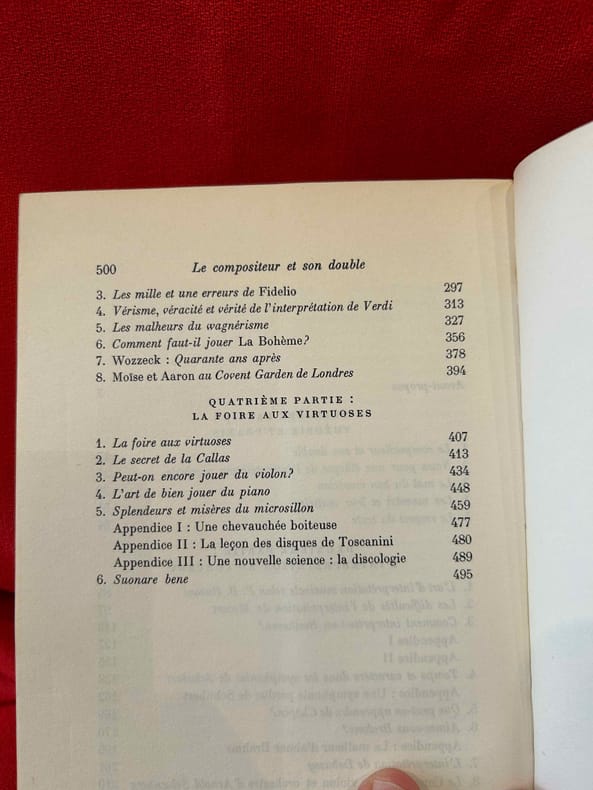 500 Le compositeur et son double
3. Les mille et une erreurs de Fidelio 297
4. Vérisme, véracité et vérité de l'interprétation de Verdi 313
5. Les malheurs du wagnérisme 327
6. Comment faut-il jouer La Bohème? 356
7. Wozzeck : Quarante ans après 378
8. Moïse et Aaron au Covent Garden de Londres 394
QUATRIÈME PARTIE :
LA FOIRE AUX VIRTUOSES
1. La foire aux virtuoses 407
2. Le secret de la Callas 413
3. Peut-on encore jouer du violon? 434
4. L'art de bien jouer du piano 448
5. Splendeurs et misères du microsillon 459
Appendice I : Une chevauchée boiteuse 477
Appendice II : La leçon des disques de Toscanini 480
Appendice III : Une nouvelle science : la discologie 489
6. Suonare bene 495